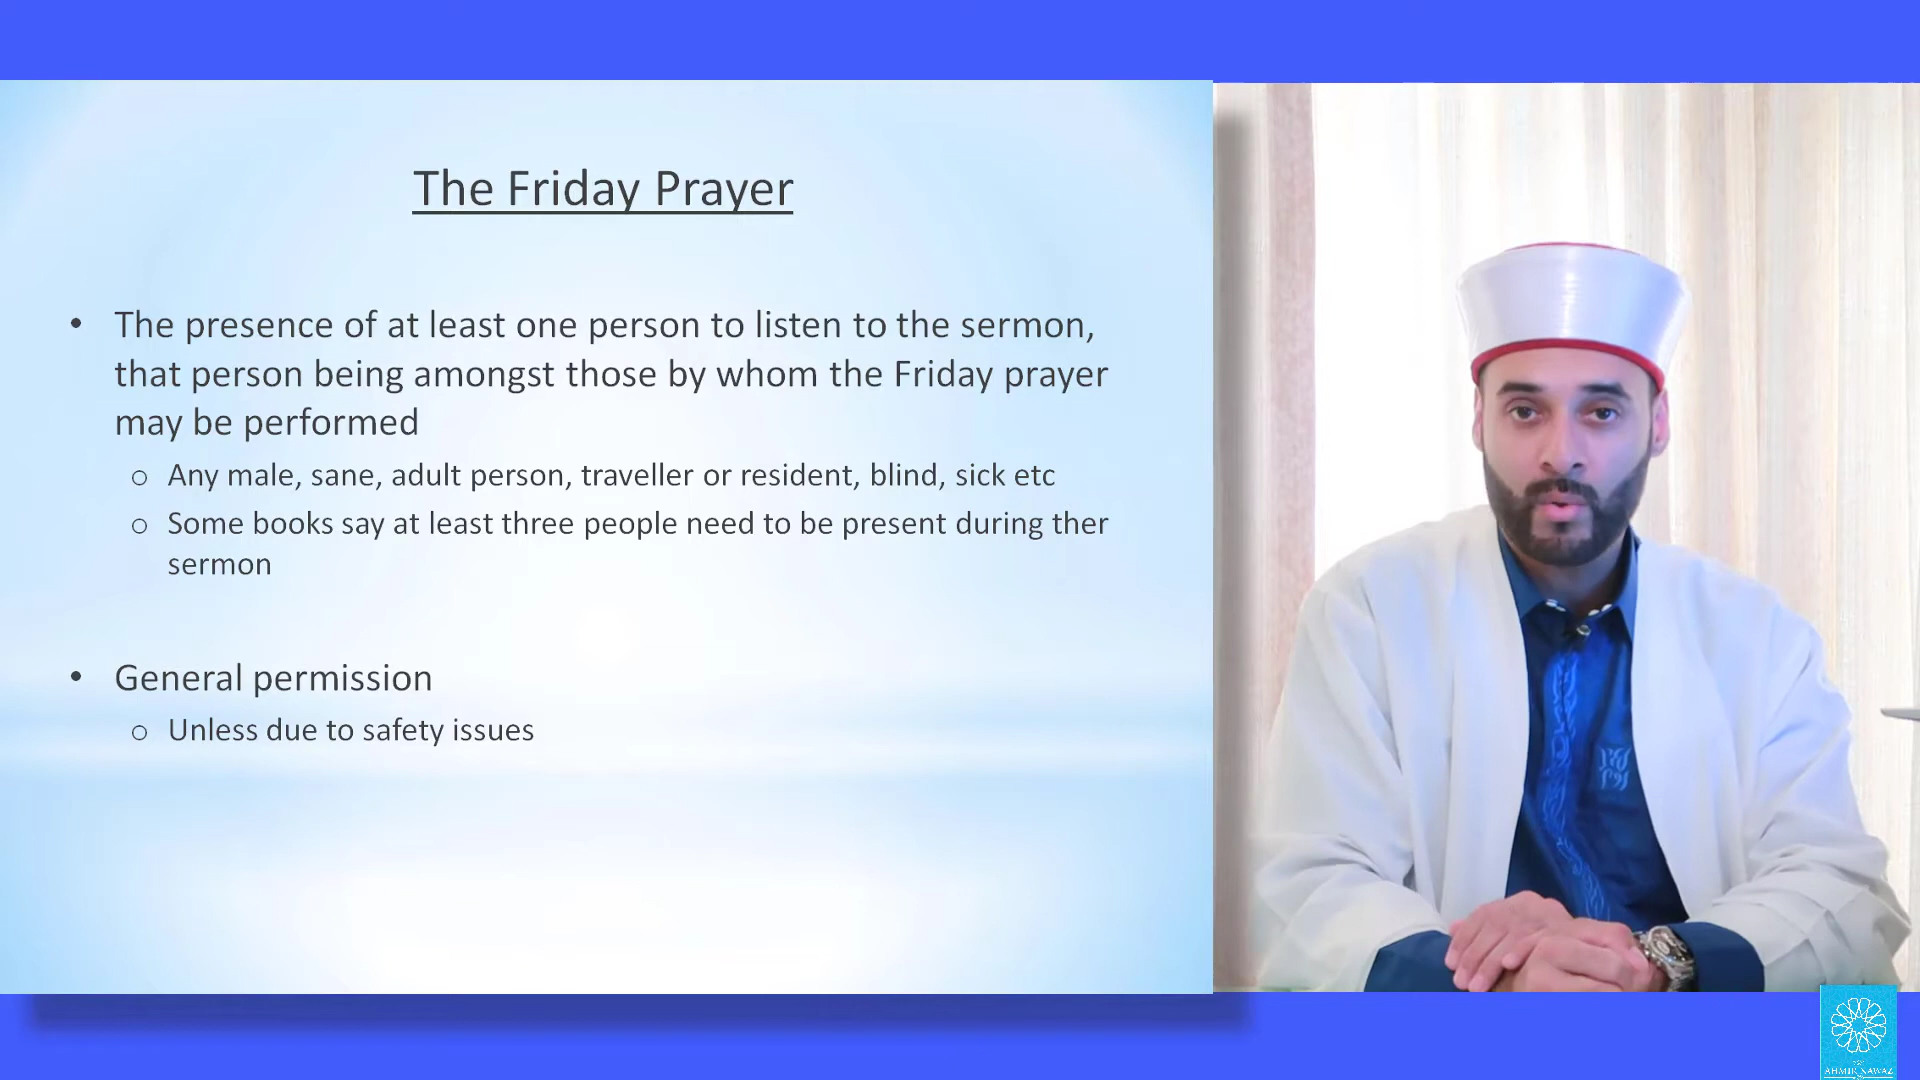 The Friday Prayer
• The presence of at least one person to listen to the sermon,
that person being amongst those by whom the Friday prayer
may be performed
o Any male, sane, adult person, traveller or resident, blind, sick etc
o Some books say at least three people need to be present during ther
sermon
• General permission
o Unless due to safety issues
AHMIR NAWAZ